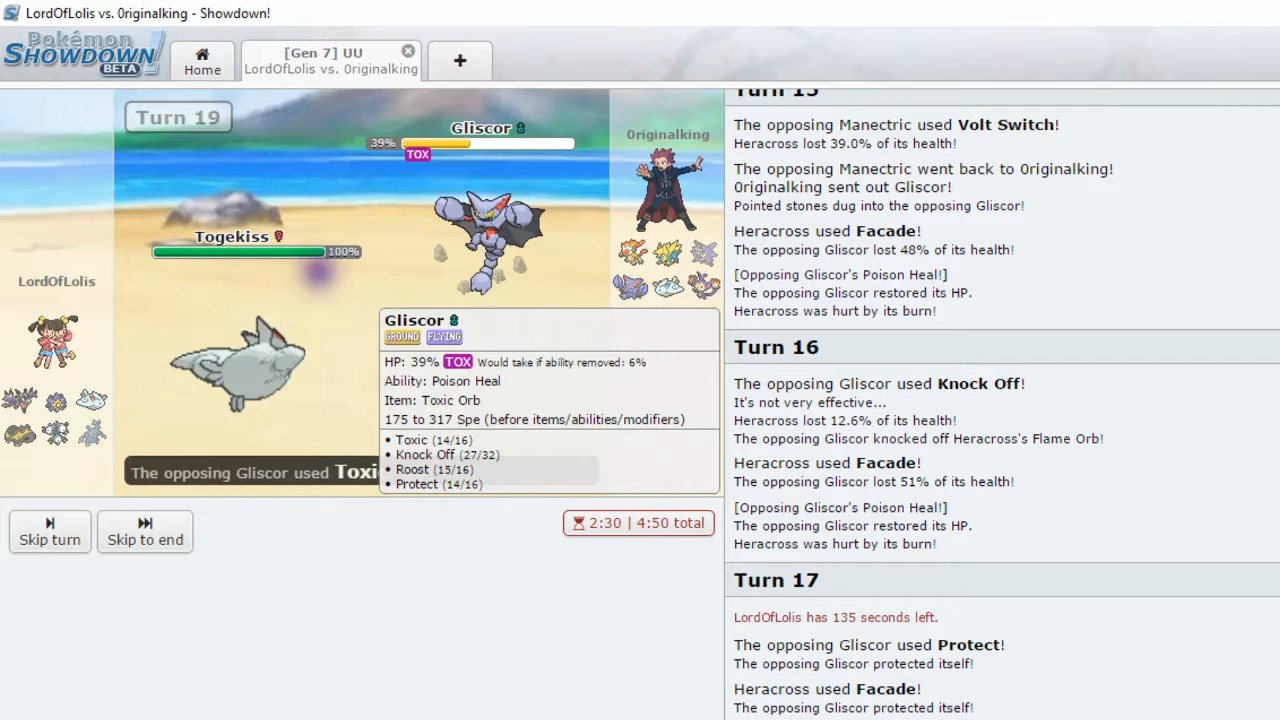 LordOfLolis vs. 0riginalking - Showdown!
Pokémon
SHOWDOWN!
BETA
Home
[Gen 7] UU
LordOfLolis vs. 0riginalking
+
Turn 19
Gliscor
39%
TOX
Togekiss
100%
0riginalking
LordOfLolis
Gliscor
GROUND FLYING
HP: 39% TOX Would take if ability removed: 6%
Ability: Poison Heal
Item: Toxic Orb
175 to 317 Spe (before items/abilities/modifiers)
• Toxic (14/16)
• Knock Off (27/32)
• Roost (15/16)
• Protect (14/16)
The opposing Gliscor used Toxi
Skip turn
Skip to end
2:30 | 4:50 total
Turn 15
The opposing Manectric used Volt Switch!
Heracross lost 39.0% of its health!
The opposing Manectric went back to 0riginalking!
0riginalking sent out Gliscor!
Pointed stones dug into the opposing Gliscor!
Heracross used Facade!
The opposing Gliscor lost 48% of its health!
[Opposing Gliscor's Poison Heal!]
The opposing Gliscor restored its HP.
Heracross was hurt by its burn!
Turn 16
The opposing Gliscor used Knock Off!
It's not very effective...
Heracross lost 12.6% of its health!
The opposing Gliscor knocked off Heracross's Flame Orb!
Heracross used Facade!
The opposing Gliscor lost 51% of its health!
[Opposing Gliscor's Poison Heal!]
The opposing Gliscor restored its HP.
Heracross was hurt by its burn!
Turn 17
LordOfLolis has 135 seconds left.
The opposing Gliscor used Protect!
The opposing Gliscor protected itself!
Heracross used Facade!
The opposing Gliscor protected itself!